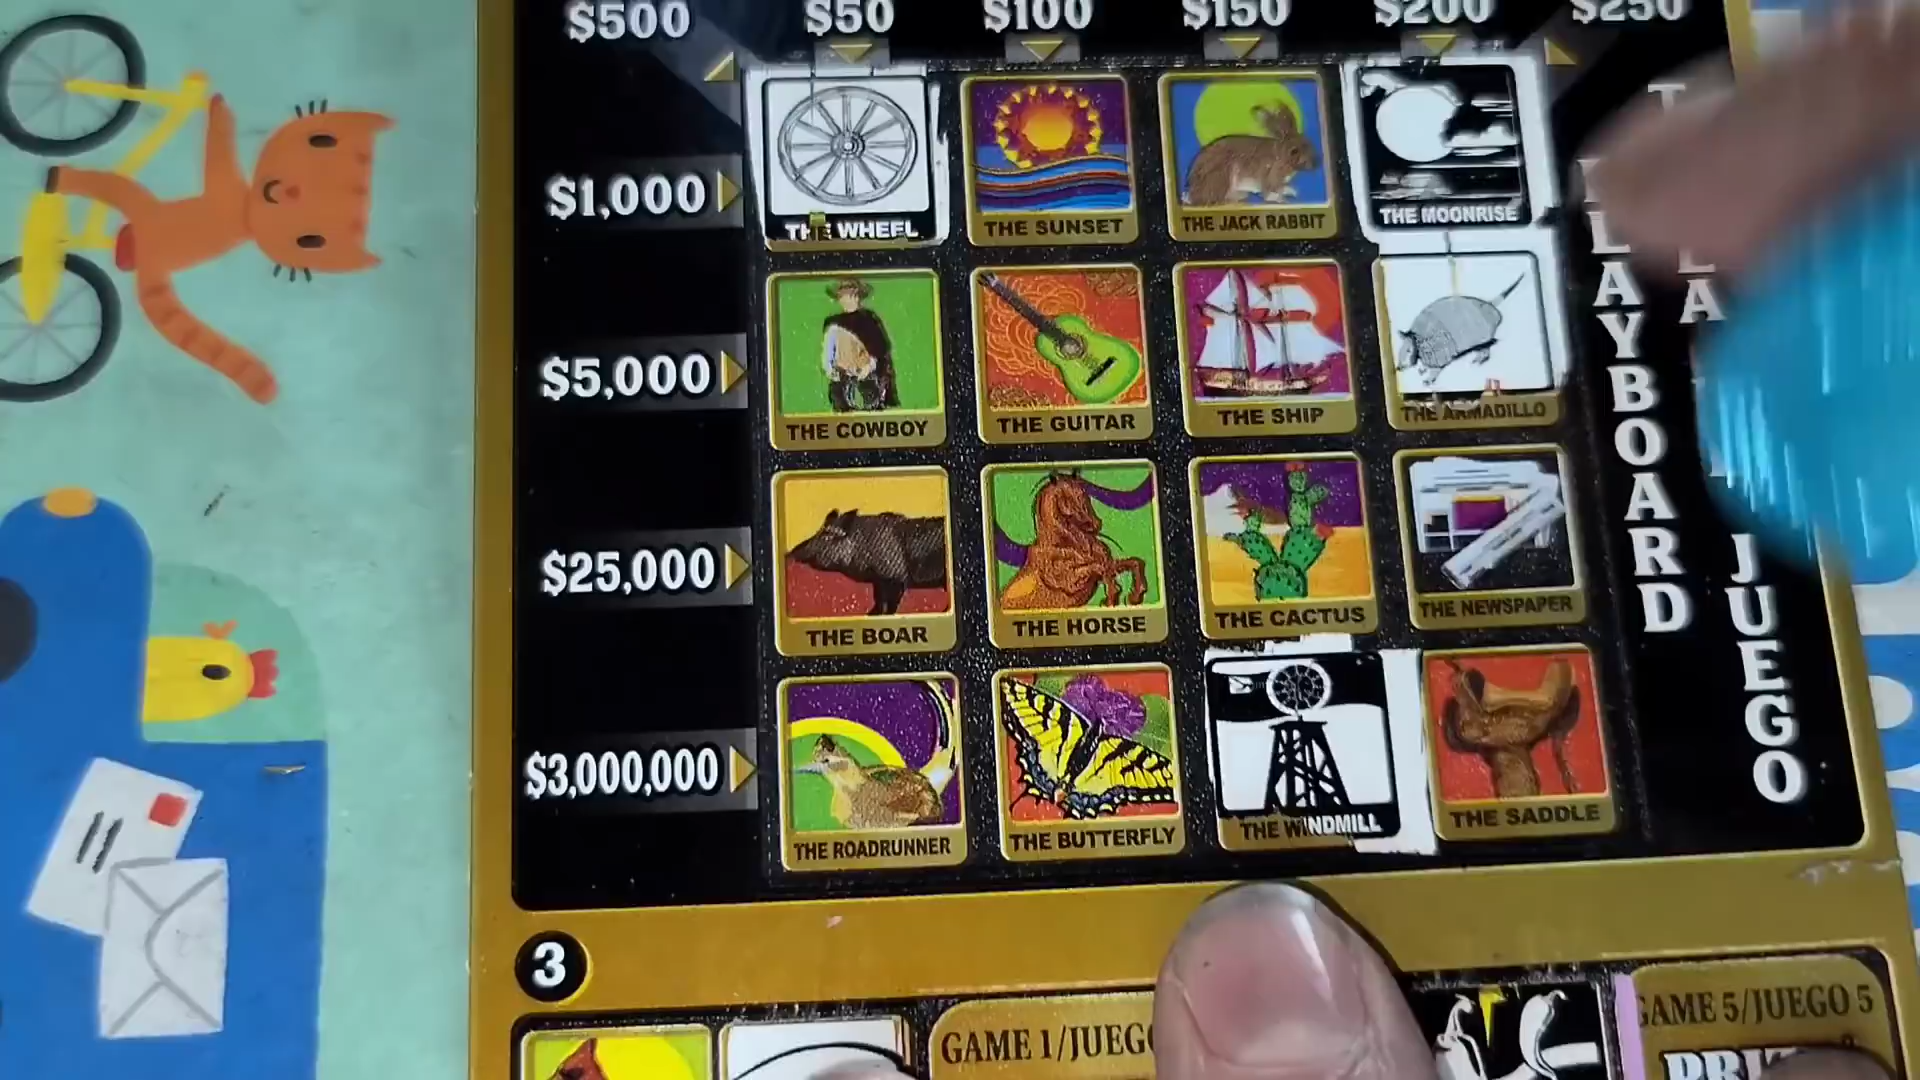 $500 $50 $100 $150 $200 $250
$1,000
THE WHEEL THE SUNSET THE JACK RABBIT THE MOONRISE
$5,000
THE COWBOY THE GUITAR THE SHIP THE ARMADILLO
$25,000
THE BOAR THE HORSE THE CACTUS THE NEWSPAPER
$3,000,000
THE ROADRUNNER THE BUTTERFLY THE WINDMILL THE SADDLE
JUEGO
3
GAME 5/JUEGO 5
GAME 1/